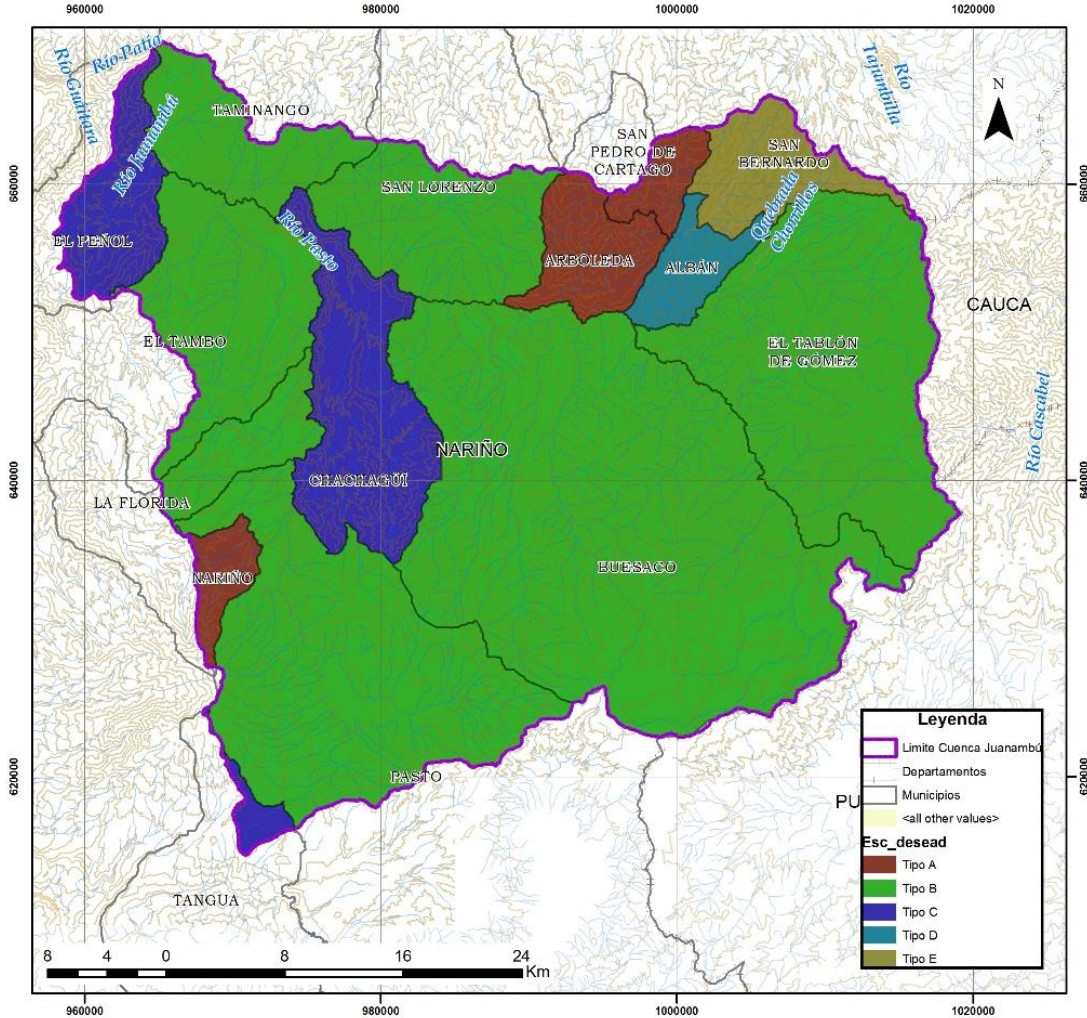 960000
980000
1000000
1020000
Río Patía
Río Guáitara
Río Juanambú
TAMINANGO
Río
Tajumbilla
N
SAN
PEDRO DE
CARTAGO
SAN
BERNARDO
660000
660000
SAN LORENZO
Quebrada
Chorrillos
Río Pasto
EL PEÑOL
ARBOLEDA
ALBÁN
CAUCA
EL TAMBO
EL TABLÓN
DE GÓMEZ
Río Cascabel
NARIÑO
640000
640000
CHACHAGÜÍ
LA FLORIDA
NARIÑO
BUESACO
620000
620000
PASTO
PU
TANGUA
Leyenda
Limite Cuenca Juanambú
Departamentos
Municipios
<all other values>
Esc_desead
Tipo A
Tipo B
Tipo C
Tipo D
Tipo E
8 4 0 8 16 24
Km
960000
980000
1000000
1020000